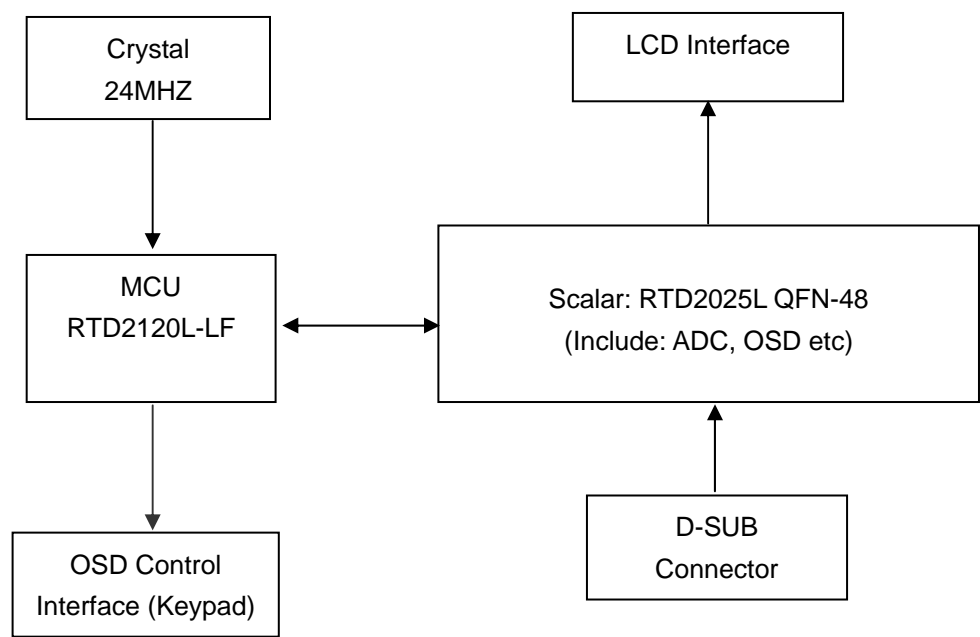 Crystal
24MHZ
LCD Interface
MCU
RTD2120L-LF
Scalar: RTD2025L QFN-48
(Include: ADC, OSD etc)
OSD Control
Interface (Keypad)
D-SUB
Connector